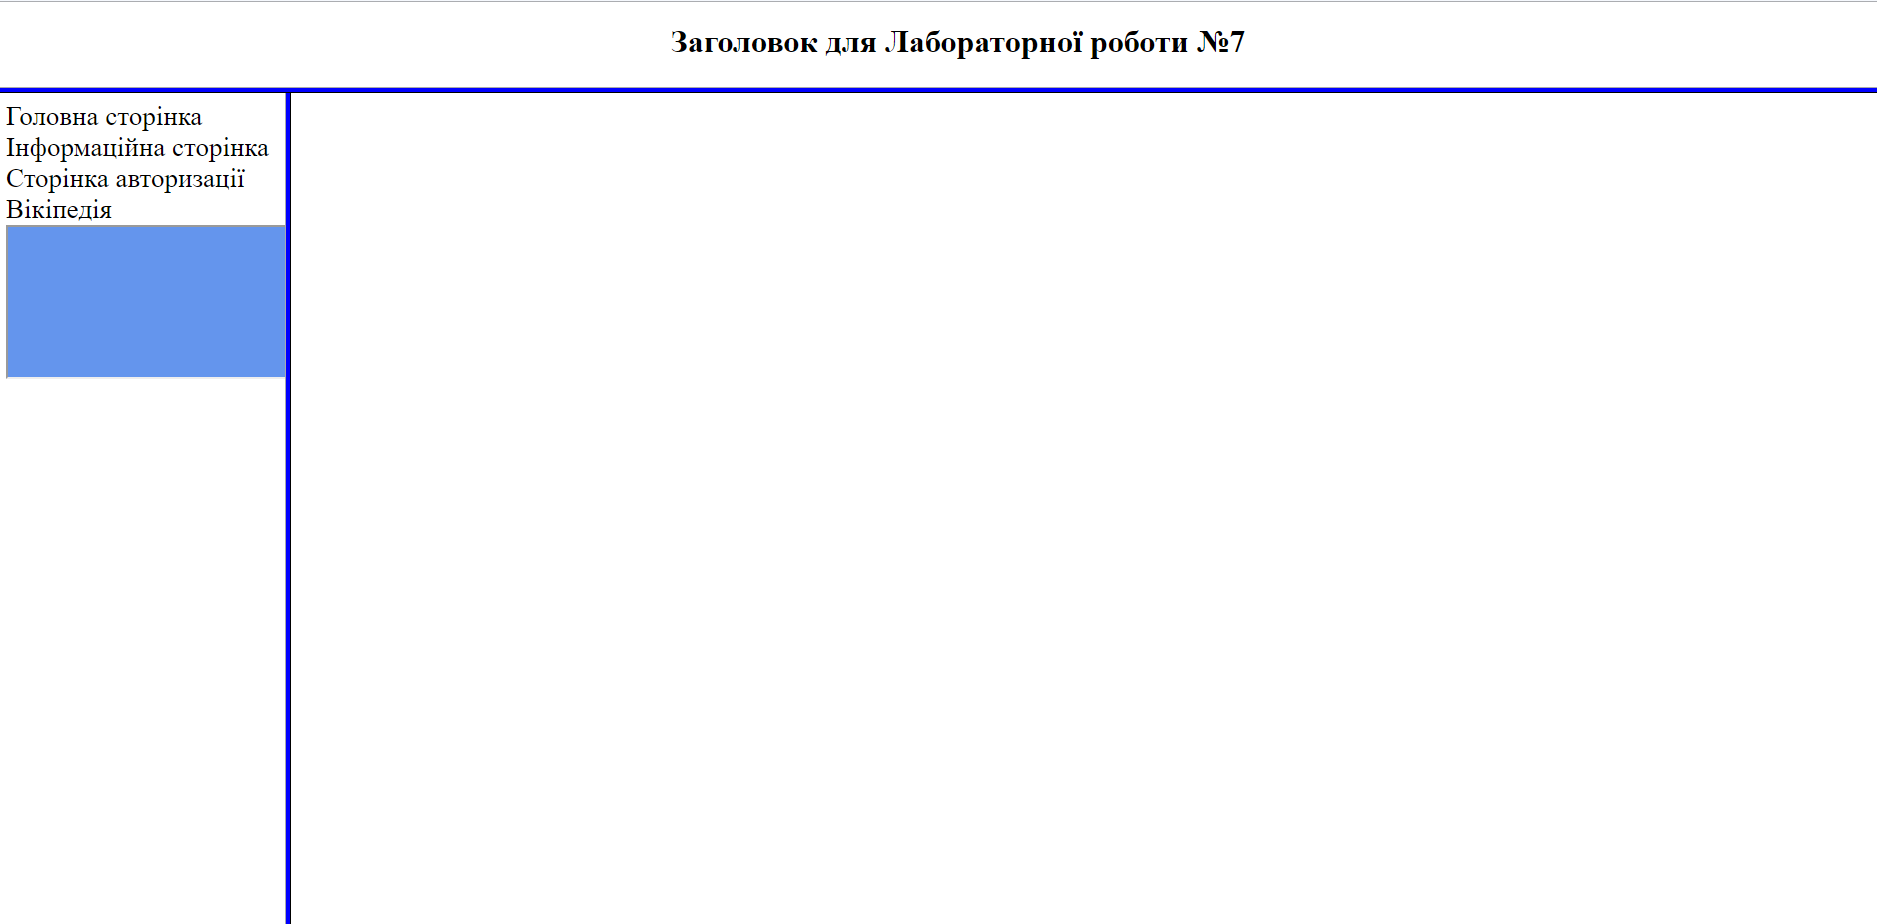 Заголовок для Лабораторної роботи №7
Головна сторінка
Інформаційна сторінка
Сторінка авторизації
Вікіпедія